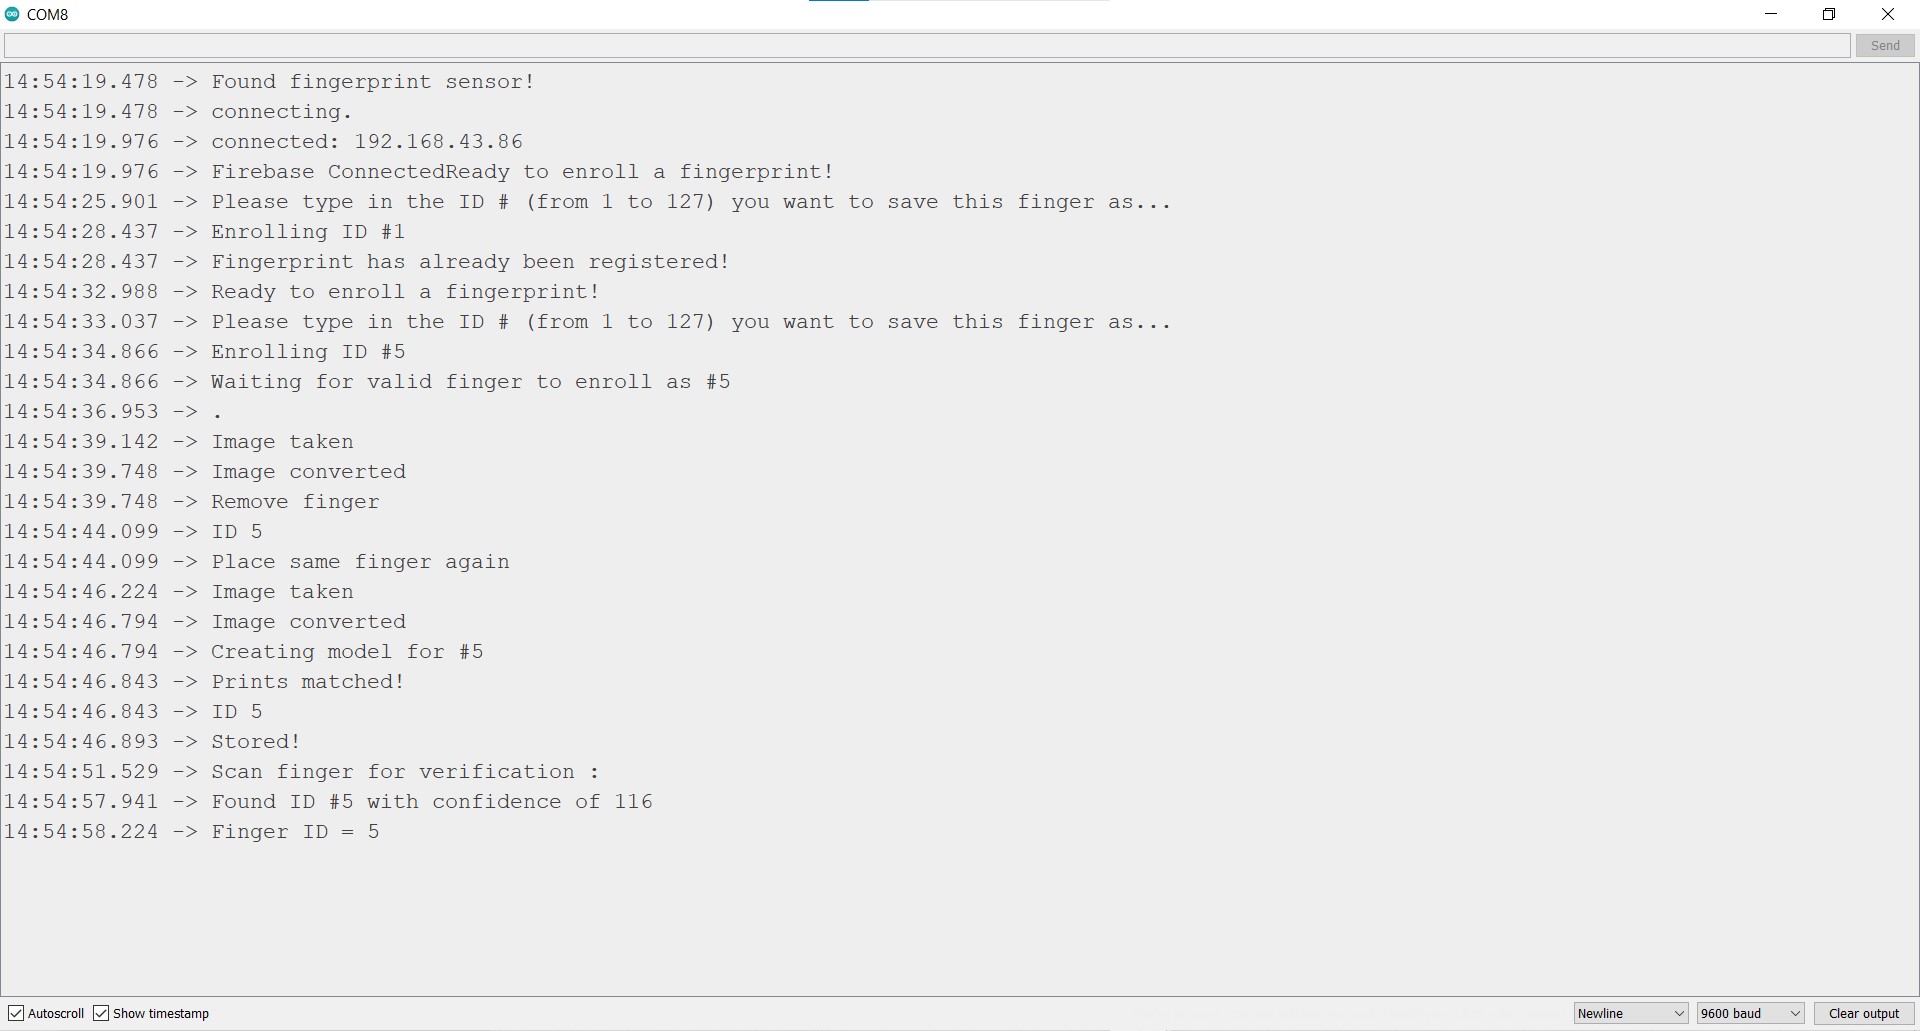 COM8
Send
14:54:19.478 -> Found fingerprint sensor!
14:54:19.478 -> connecting.
14:54:19.976 -> connected: 192.168.43.86
14:54:19.976 -> Firebase ConnectedReady to enroll a fingerprint!
14:54:25.901 -> Please type in the ID # (from 1 to 127) you want to save this finger as...
14:54:28.437 -> Enrolling ID #1
14:54:28.437 -> Fingerprint has already been registered!
14:54:32.988 -> Ready to enroll a fingerprint!
14:54:33.037 -> Please type in the ID # (from 1 to 127) you want to save this finger as...
14:54:34.866 -> Enrolling ID #5
14:54:34.866 -> Waiting for valid finger to enroll as #5
14:54:36.953 -> .
14:54:39.142 -> Image taken
14:54:39.748 -> Image converted
14:54:39.748 -> Remove finger
14:54:44.099 -> ID 5
14:54:44.099 -> Place same finger again
14:54:46.224 -> Image taken
14:54:46.794 -> Image converted
14:54:46.794 -> Creating model for #5
14:54:46.843 -> Prints matched!
14:54:46.843 -> ID 5
14:54:46.893 -> Stored!
14:54:51.529 -> Scan finger for verification :
14:54:57.941 -> Found ID #5 with confidence of 116
14:54:58.224 -> Finger ID = 5
Autoscroll Show timestamp Newline 9600 baud Clear output